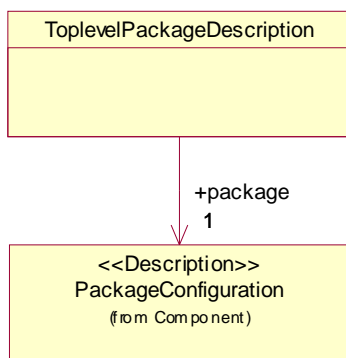 ToplevelPackageDescription
+package
1
<<Description>>
PackageConfiguration
(from Component)